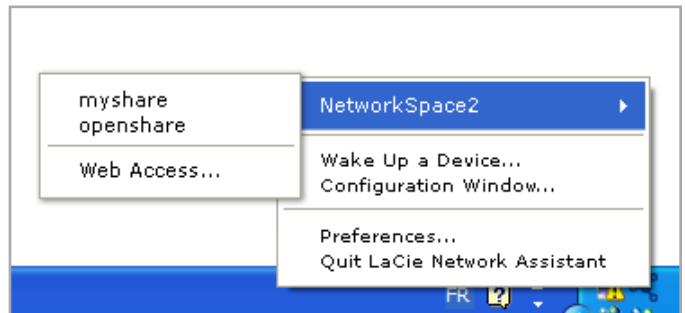 myshare
openshare
Web Access...
NetworkSpace2
Wake Up a Device...
Configuration Window...
Preferences...
Quit LaCie Network Assistant
FR